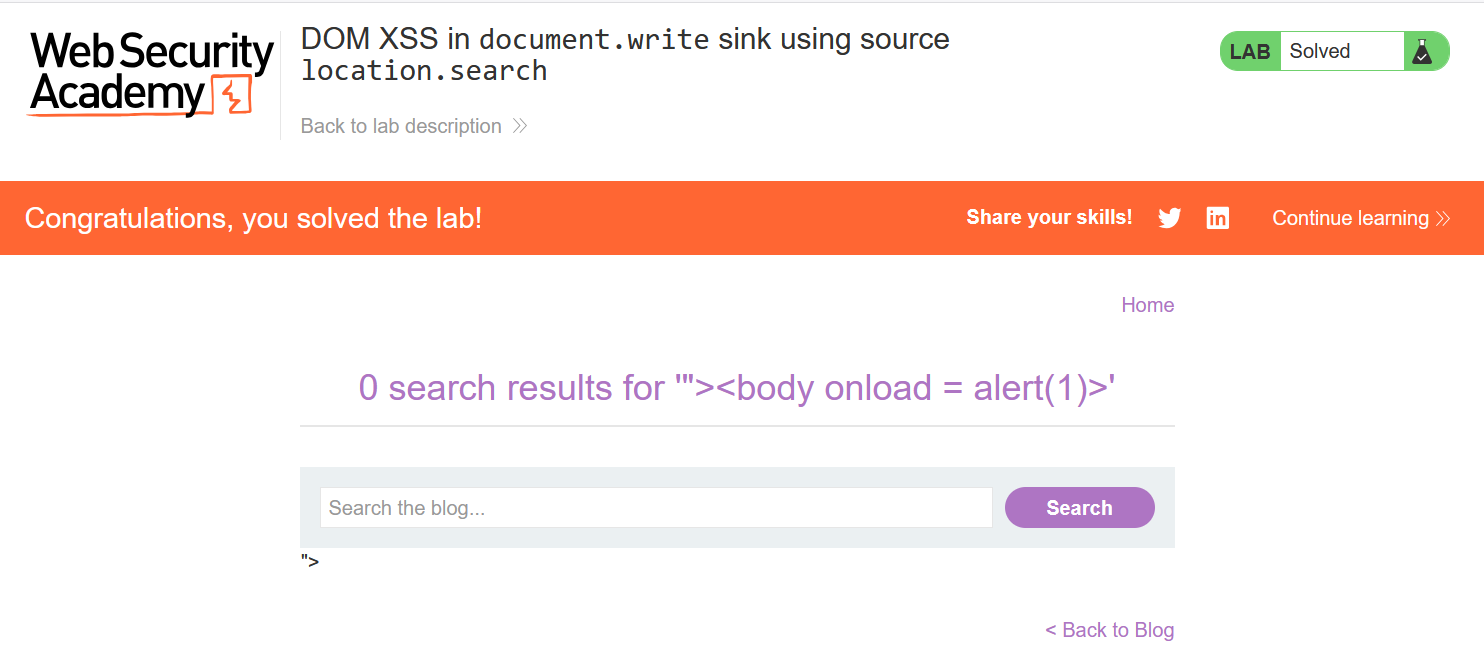 Web Security
Academy
DOM XSS in document.write sink using source
location.search
Back to lab description
LAB Solved
Congratulations, you solved the lab!
Share your skills!
in
Continue learning
Home
0 search results for '"><body onload = alert(1)>'
Search the blog...
Search
">
< Back to Blog